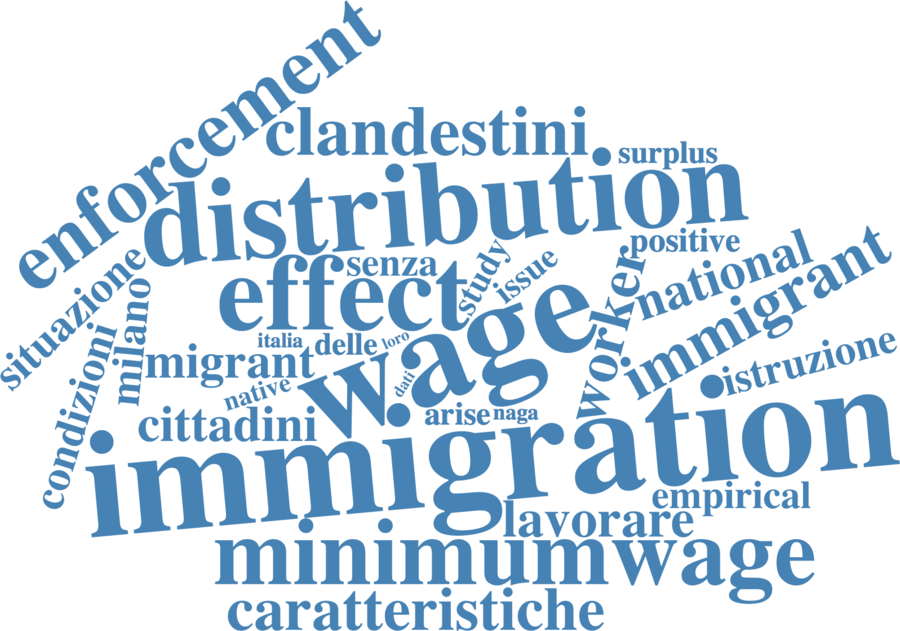 enforcement
clandestini
surplus
distribution
positive
situazione
milano
effect
senza
study
issue
worker
national
immigrant
condizioni
italia
delle
loro
migrant
wage
dati
native
istruzione
cittadini
arise
naga
immigration
empirical
lavorare
minimumwage
caratteristiche